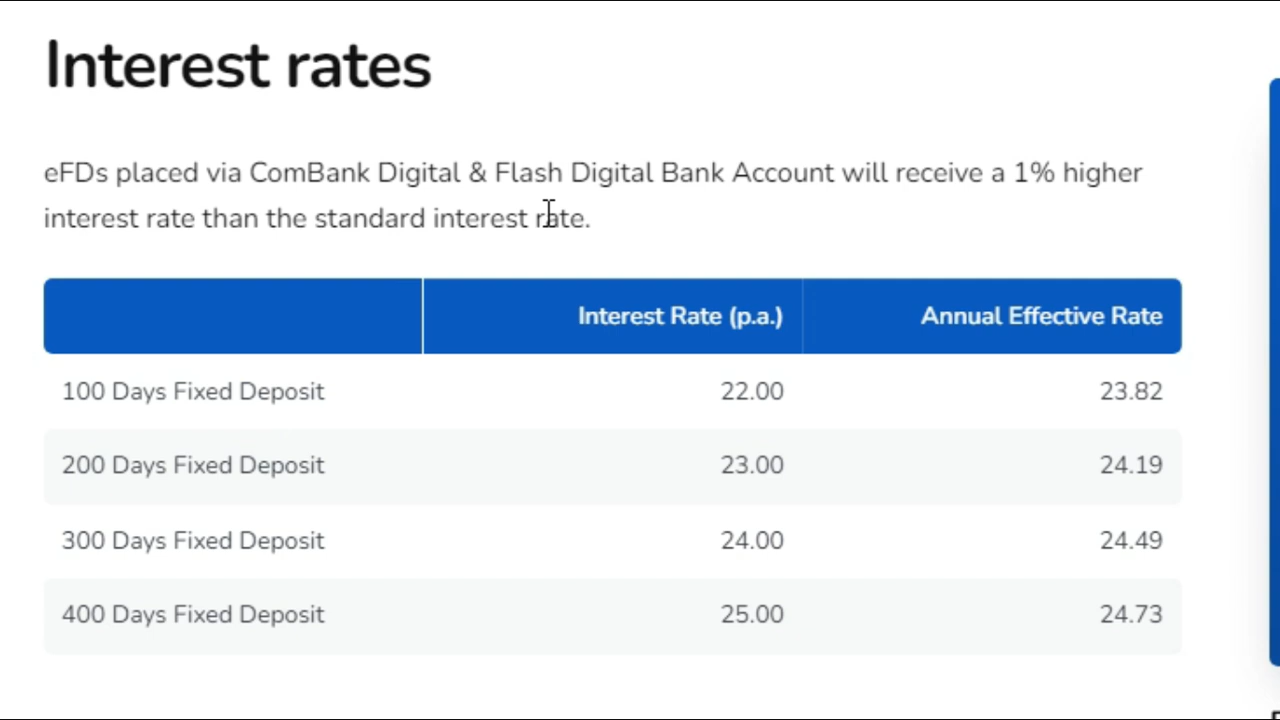 Interest rates
eFDs placed via ComBank Digital & Flash Digital Bank Account will receive a 1% higher
interest rate than the standard interest rate.
Interest Rate (p.a.) Annual Effective Rate
100 Days Fixed Deposit 22.00 23.82
200 Days Fixed Deposit 23.00 24.19
300 Days Fixed Deposit 24.00 24.49
400 Days Fixed Deposit 25.00 24.73